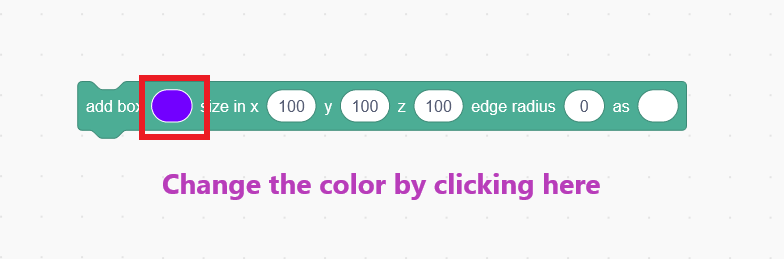 add box size in x 100 y 100 z 100 edge radius 0 as
Change the color by clicking here